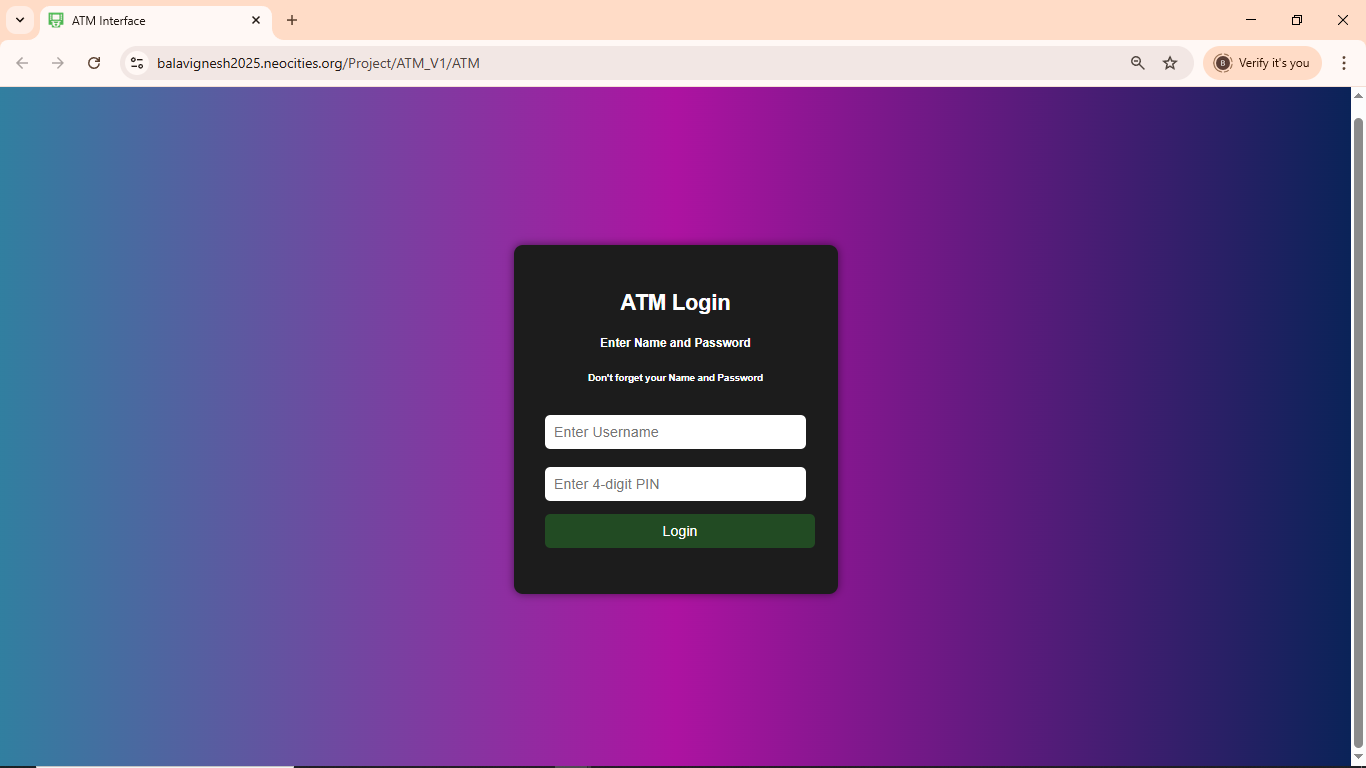 ATM Interface
balavignesh2025.neocities.org/Project/ATM_V1/ATM
B
Verify it's you
ATM Login
Enter Name and Password
Don't forget your Name and Password
Enter Username
Enter 4-digit PIN
Login